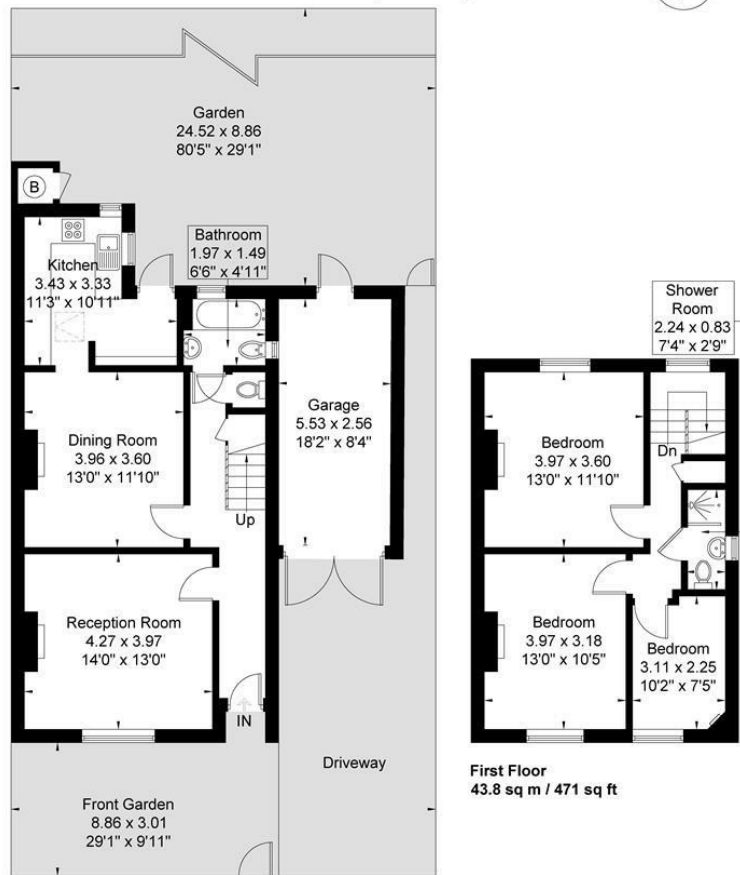 Garden
24.52 x 8.86
80'5" x 29'1"
B
Kitchen
3.43 x 3.33
11'3" x 10'11"
Bathroom
1.97 x 1.49
6'6" x 4'11"
Dining Room
3.96 x 3.60
13'0" x 11'10"
Up
Garage
5.53 x 2.56
18'2" x 8'4"
Reception Room
4.27 x 3.97
14'0" x 13'0"
IN
Driveway
Front Garden
8.86 x 3.01
29'1" x 9'11"
Shower
Room
2.24 x 0.83
7'4" x 2'9"
Bedroom
3.97 x 3.60
13'0" x 11'10"
Dn
Bedroom
3.97 x 3.18
13'0" x 10'5"
Bedroom
3.11 x 2.25
10'2" x 7'5"
First Floor
43.8 sq m / 471 sq ft